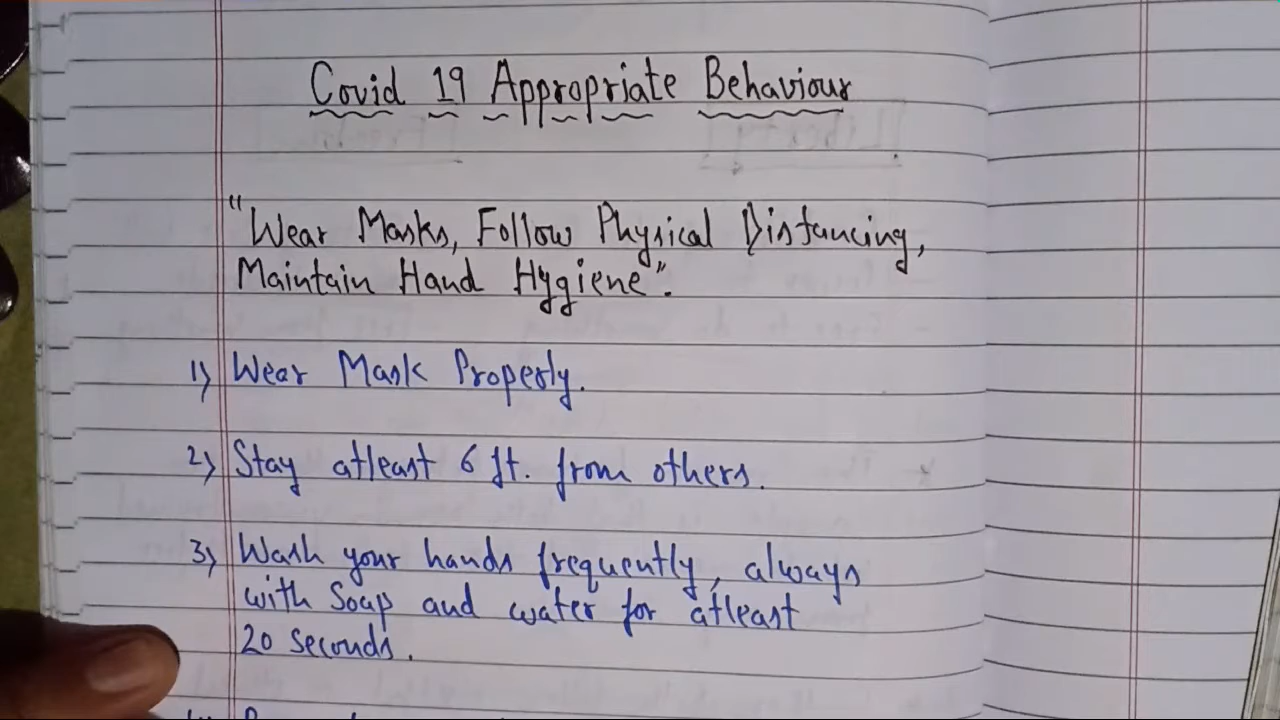 Covid 19 Appropriate Behaviour
"Wear Masks, Follow Physical Distancing,
Maintain Hand Hygiene".
1) Wear Mask Properly.
2) Stay atleast 6 ft. from others.
3) Wash your hands frequently, always
with Soap and water for atleast
20 seconds.